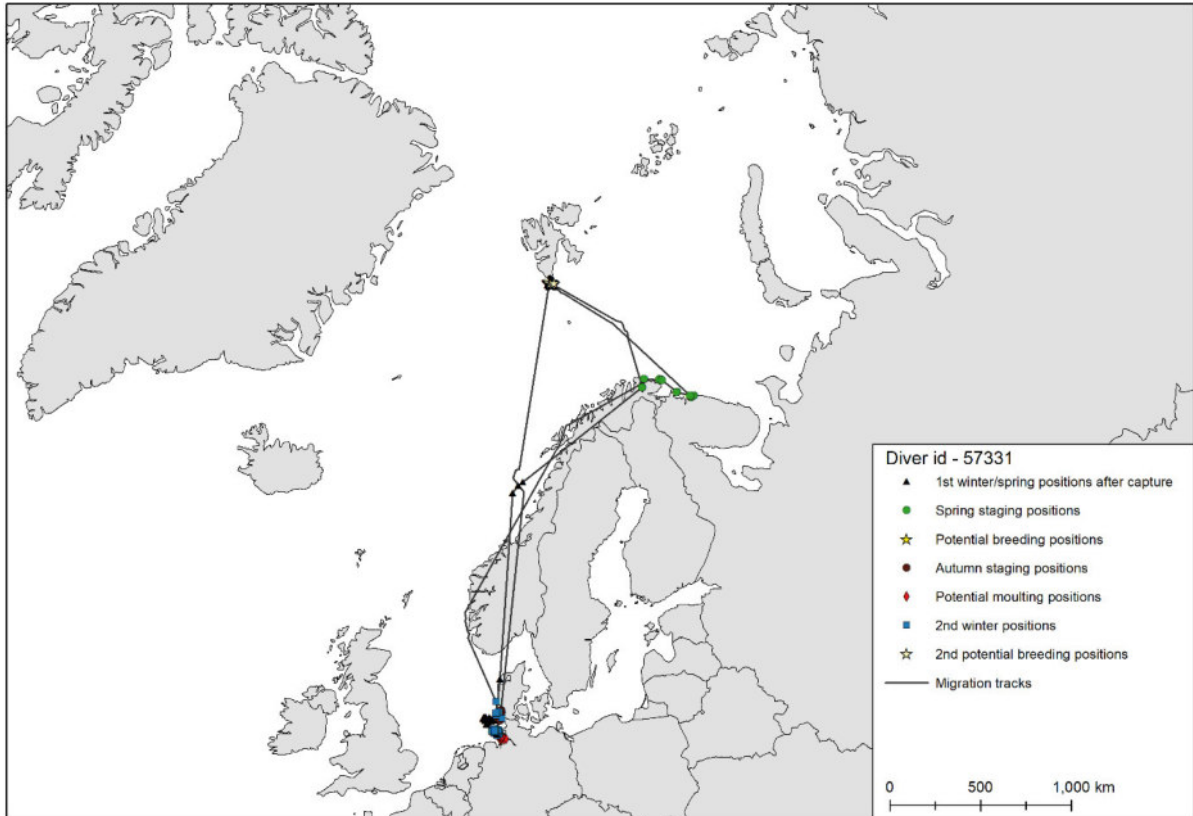 Diver id - 57331
1st winter/spring positions after capture
Spring staging positions
Potential breeding positions
Autumn staging positions
Potential moulting positions
2nd winter positions
2nd potential breeding positions
Migration tracks
0 500 1,000 km